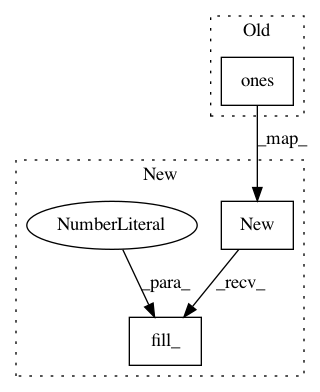 Old
ones
_map_
New
NumberLiteral
New
_para_
_recv_
fill_